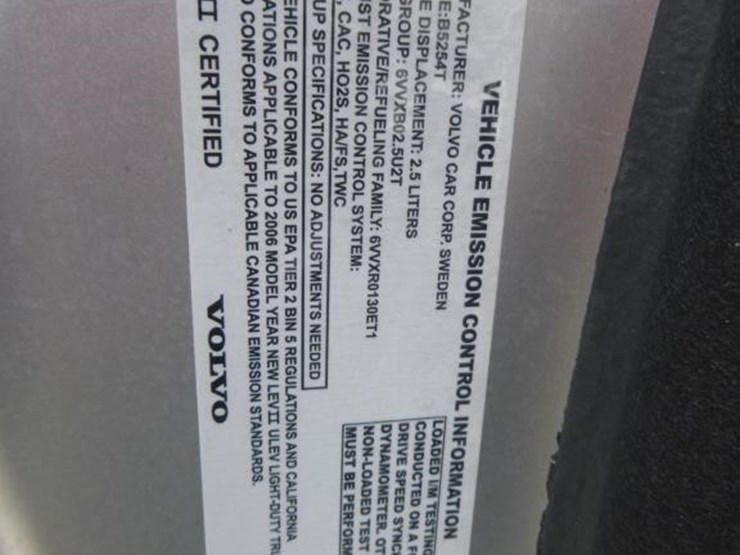 VEHICLE EMISSION CONTROL INFORMATION
FACTURER: VOLVO CAR CORP. SWEDEN
E:B5254T
E DISPLACEMENT: 2.5 LITERS
GROUP: 6VVXB02.5U2T
RATIVE/REFUELING FAMILY: 6VVXR0130ET1
ST EMISSION CONTROL SYSTEM:
, CAC, HO2S, HA/FS,TWC
UP SPECIFICATIONS: NO ADJUSTMENTS NEEDED
LOADED I/M TESTING
CONDUCTED ON A F
DRIVE SPEED SYNC
DYNAMOMETER. OT
NON-LOADED TEST
MUST BE PERFORM
EHICLE CONFORMS TO US EPA TIER 2 BIN 5 REGULATIONS AND CALIFORNIA
ATIONS APPLICABLE TO 2006 MODEL YEAR NEW LEVII ULEV LIGHT-DUTY TR
O CONFORMS TO APPLICABLE CANADIAN EMISSION STANDARDS.
II CERTIFIED
VOLVO